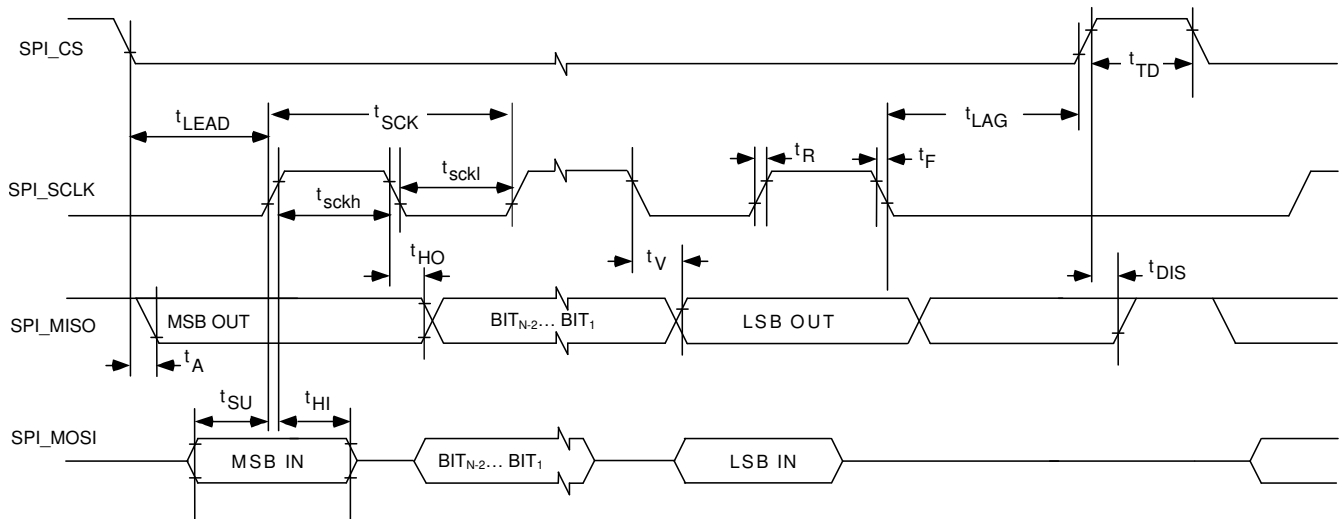 SPI_CS
t_TD
t_LEAD
t_SCK
t_LAG
SPI_SCLK
t_sckh
t_sckl
t_R
t_F
t_HO
t_V
t_DIS
SPI_MISO
MSB OUT
BIT_N-2... BIT_1
LSB OUT
t_A
t_SU
t_HI
SPI_MOSI
MSB IN
BIT_N-2... BIT_1
LSB IN